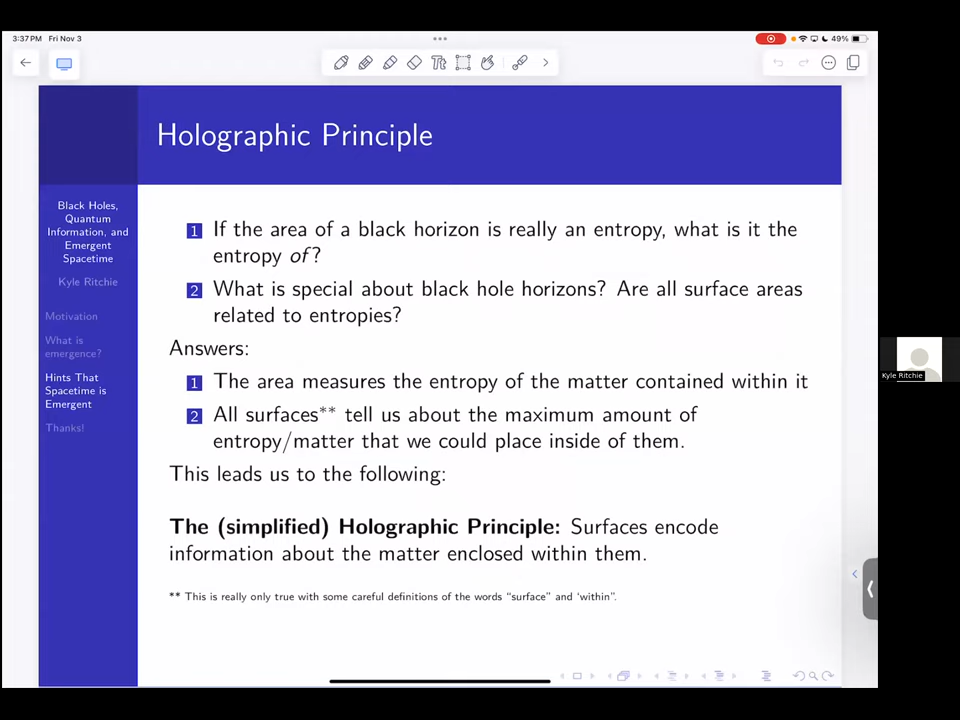 3:37 PM Fri Nov 3
49%
Tt
Holographic Principle
Black Holes,
Quantum
Information, and
Emergent
Spacetime
Kyle Ritchie
Motivation
What is
emergence?
Hints That
Spacetime is
Emergent
Thanks!
1 If the area of a black horizon is really an entropy, what is it the
entropy of?
2 What is special about black hole horizons? Are all surface areas
related to entropies?
Answers:
1 The area measures the entropy of the matter contained within it
2 All surfaces** tell us about the maximum amount of
entropy/matter that we could place inside of them.
This leads us to the following:
The (simplified) Holographic Principle: Surfaces encode
information about the matter enclosed within them.
** This is really only true with some careful definitions of the words “surface” and ‘within”.
Kyle Ritchie